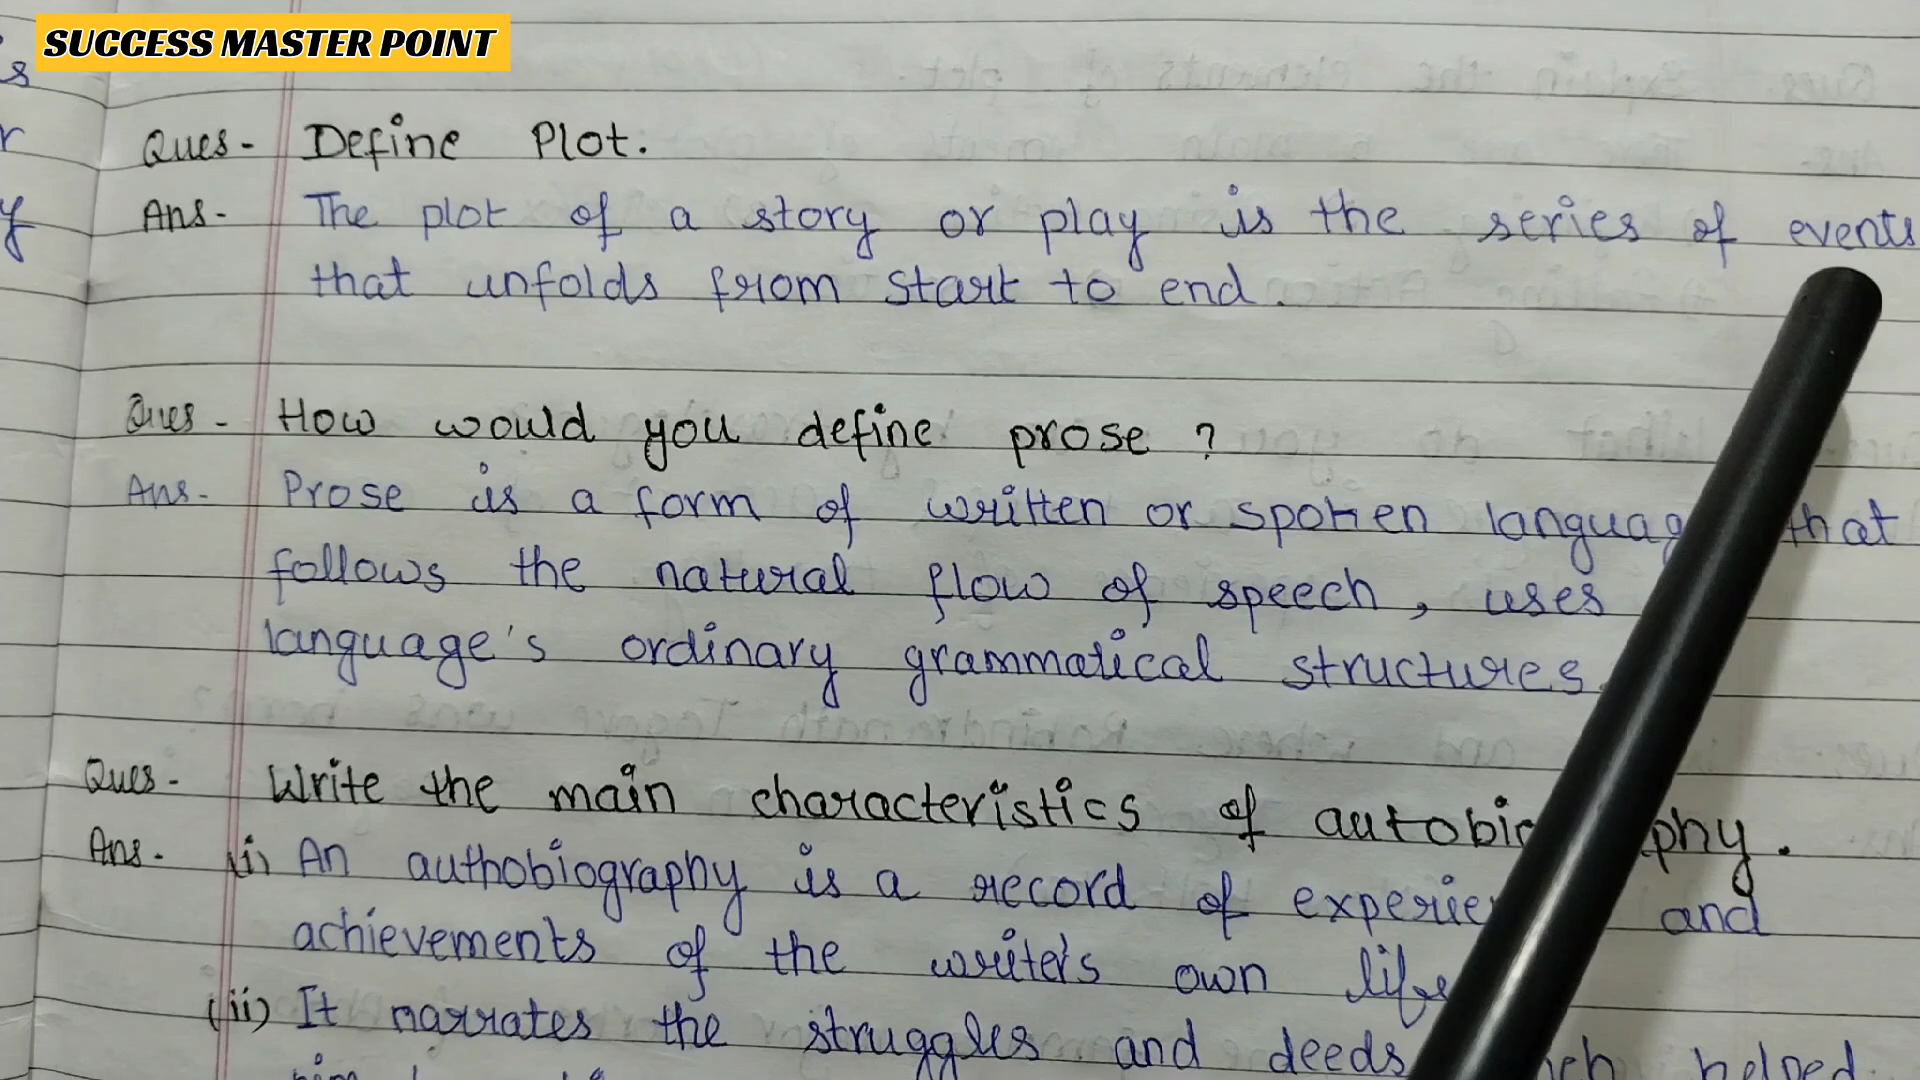 SUCCESS MASTER POINT
Ques- Define Plot.
Ans- The plot of a story or play is the series of events
that unfolds from start to end.
Ques- How would you define prose ?
Ans- Prose is a form of written or spoken that
follows the natural flow of speech, uses
language's ordinary grammatical structures
Ques- Write the main characteristics of
Ans- (i) An authobiography is a record of and
achievements of the writer's own life
(ii) It narrates the struggles and deeds helped